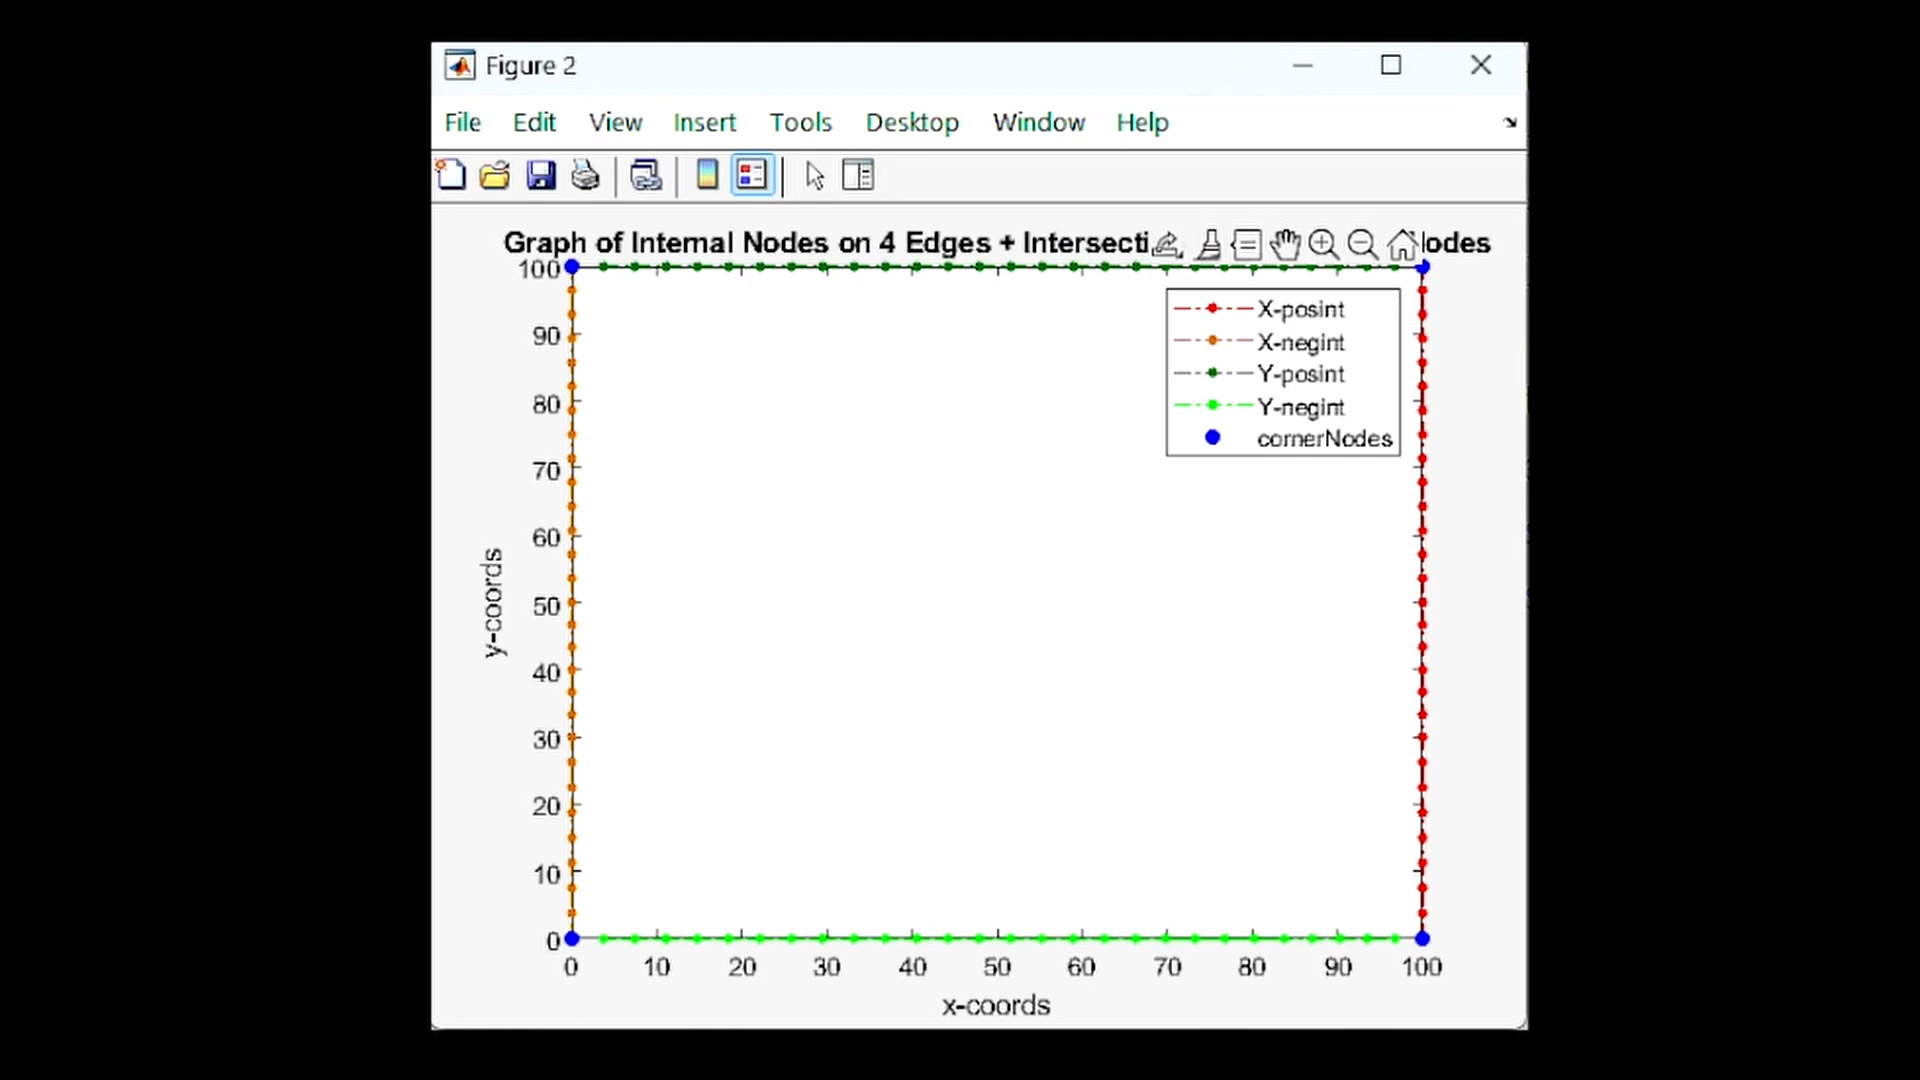 Figure 2
File Edit View Insert Tools Desktop Window Help
Graph of Internal Nodes on 4 Edges + Intersecti odes
X-posint
X-negint
Y-posint
Y-negint
cornerNodes
100
90
80
70
60
50
40
30
20
10
0
y-coords
0 10 20 30 40 50 60 70 80 90 100
x-coords